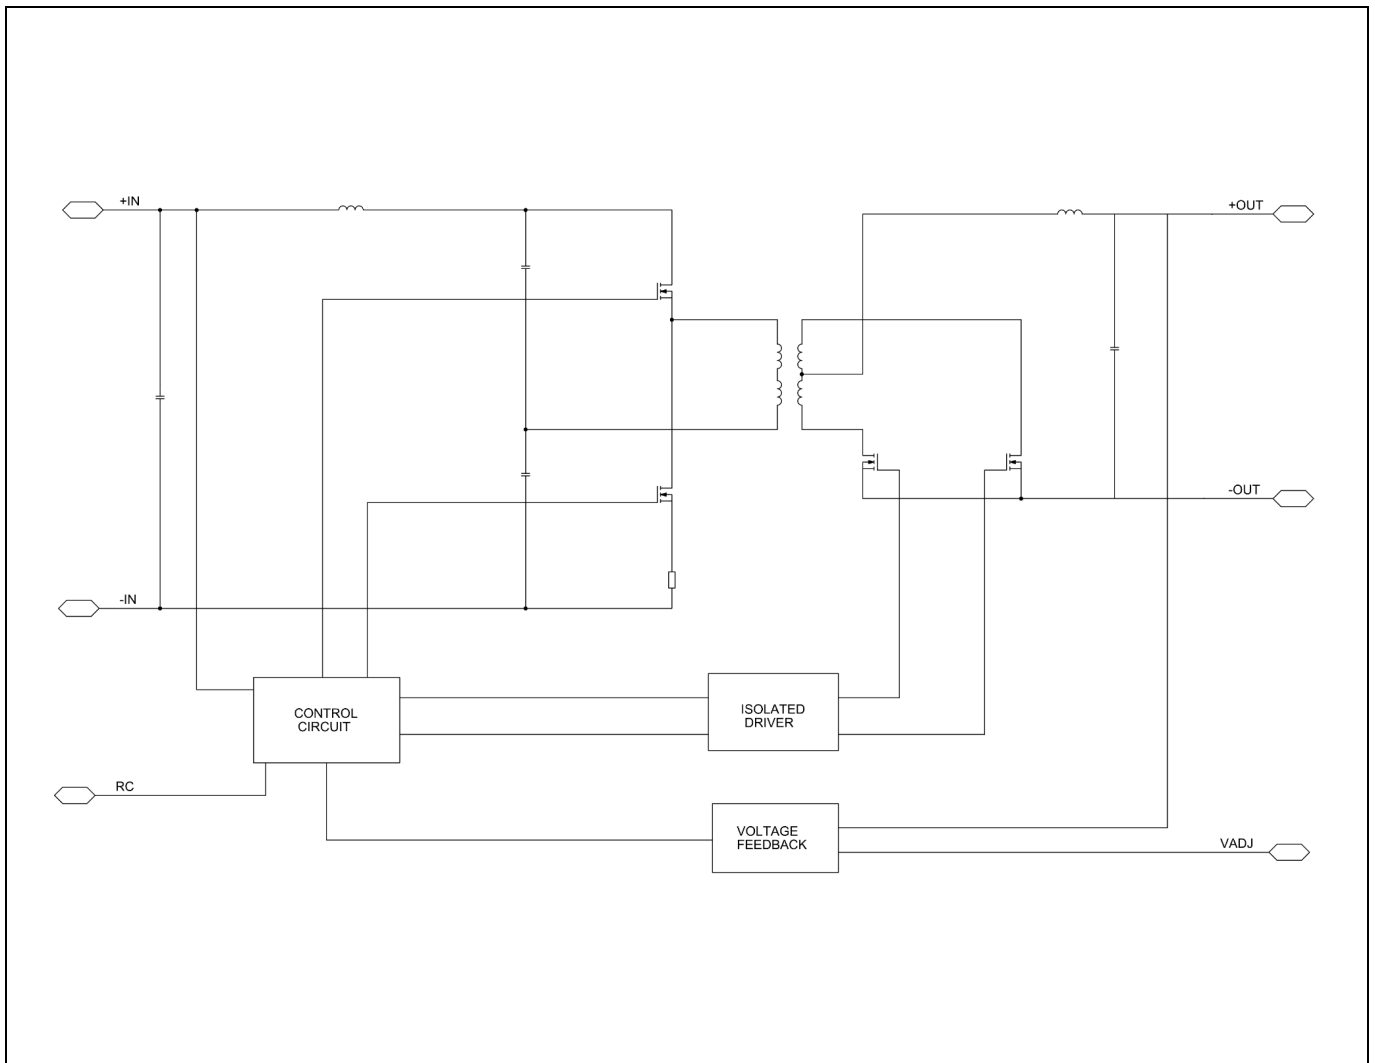 +IN
+OUT
-OUT
-IN
CONTROL
CIRCUIT
ISOLATED
DRIVER
RC
VOLTAGE
FEEDBACK
VADJ